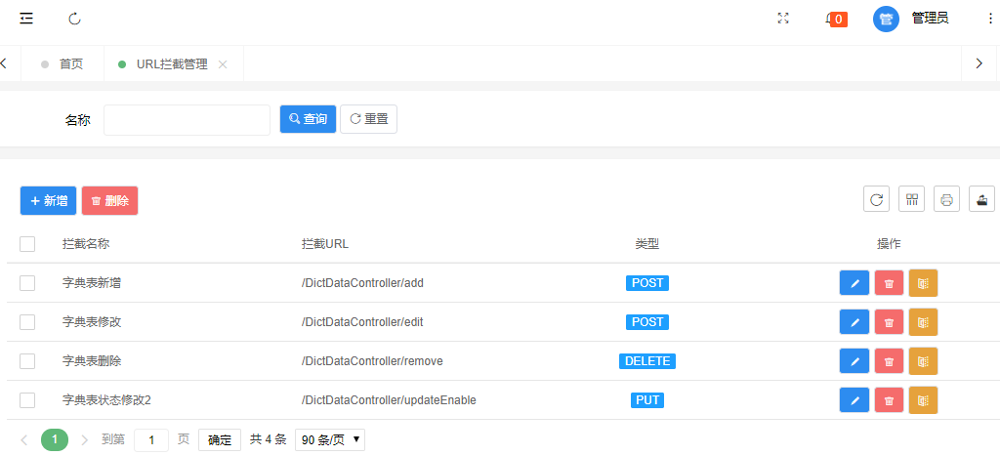 0 管理员
首页 URL拦截管理
名称 查询 重置
新增 删除
拦截名称 拦截URL 类型 操作
字典表新增 /DictDataController/add POST
字典表修改 /DictDataController/edit POST
字典表删除 /DictDataController/remove DELETE
字典表状态修改2 /DictDataController/updateEnable PUT
1 到第 1 页 确定 共 4 条 90 条/页